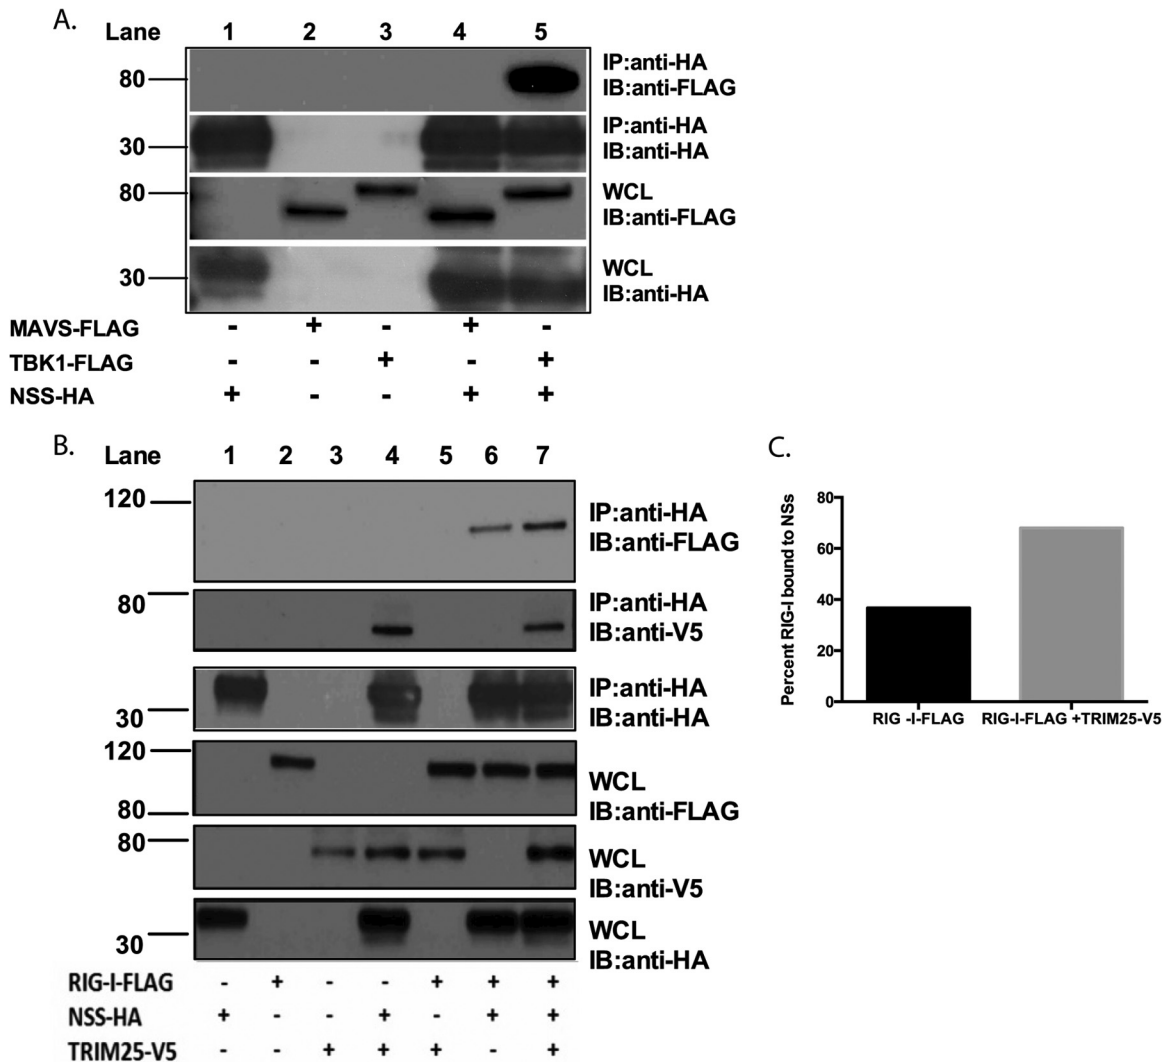 A.
Lane 1 2 3 4 5
80
IP:anti-HA
IB:anti-FLAG
30
IP:anti-HA
IB:anti-HA
80
WCL
IB:anti-FLAG
30
WCL
IB:anti-HA
MAVS-FLAG - + - + -
TBK1-FLAG - - + - +
NSS-HA + - - + +
B.
Lane 1 2 3 4 5 6 7
120
IP:anti-HA
IB:anti-FLAG
80
IP:anti-HA
IB:anti-V5
30
IP:anti-HA
IB:anti-HA
120
80
WCL
IB:anti-FLAG
80
WCL
IB:anti-V5
30
WCL
IB:anti-HA
RIG-I-FLAG - + - - + + +
NSS-HA + - - + - + +
TRIM25-V5 - - + + + - +
C.
Percent RIG-I bound to NSs
80
60
40
20
0
RIG -I-FLAG RIG-I-FLAG +TRIM25-V5